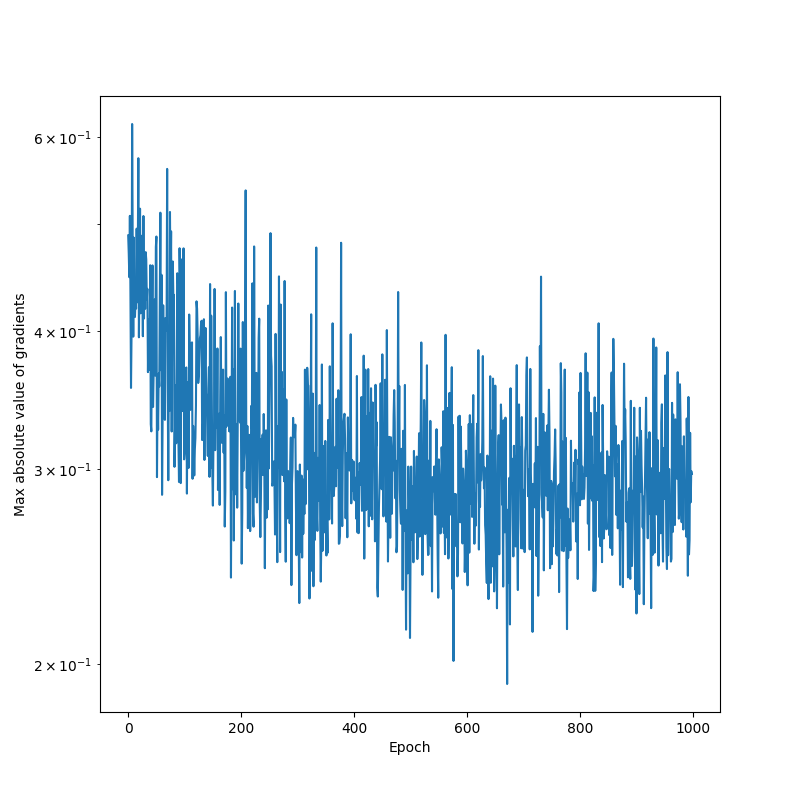 Max absolute value of gradients
6 × 10⁻¹
4 × 10⁻¹
3 × 10⁻¹
2 × 10⁻¹
0 200 400 600 800 1000
Epoch